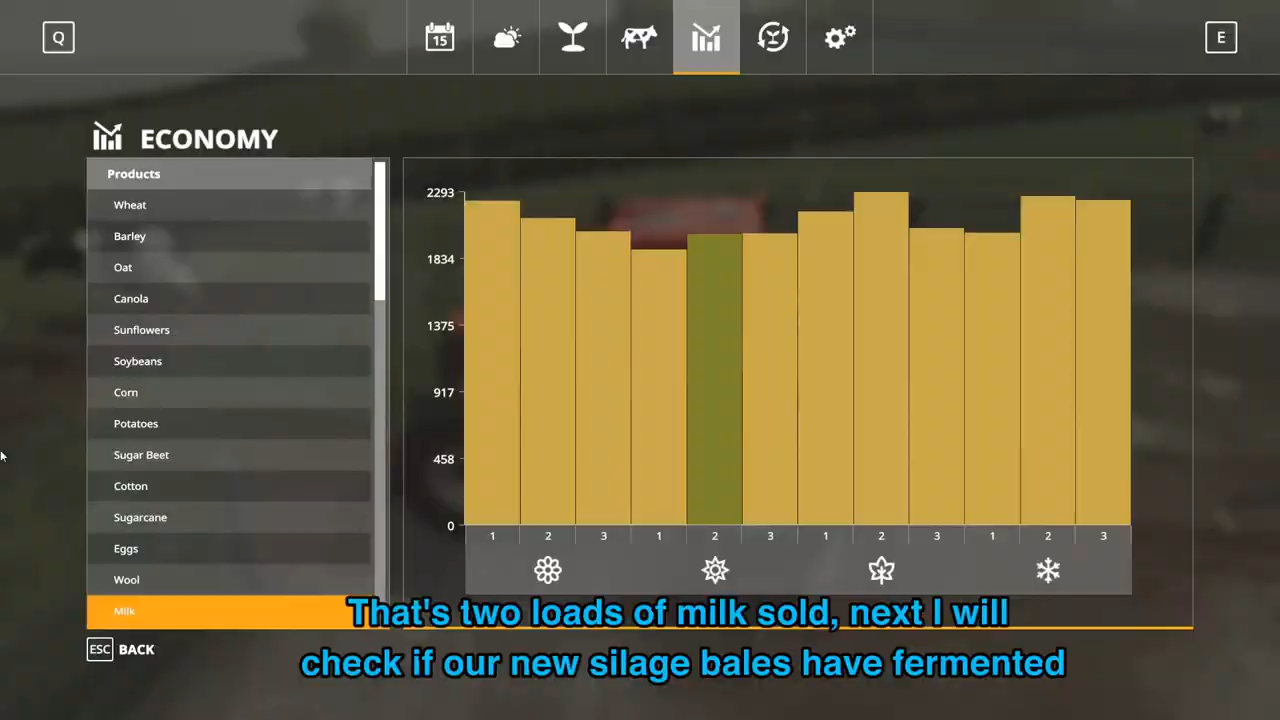 Q
15
E
ECONOMY
Products
Wheat
Barley
Oat
Canola
Sunflowers
Soybeans
Corn
Potatoes
Sugar Beet
Cotton
Sugarcane
Eggs
Wool
Milk
2293
1834
1375
917
458
0
1 2 3 1 2 3 1 2 3 1 2 3
That's two loads of milk sold, next I will
check if our new silage bales have fermented
ESC BACK